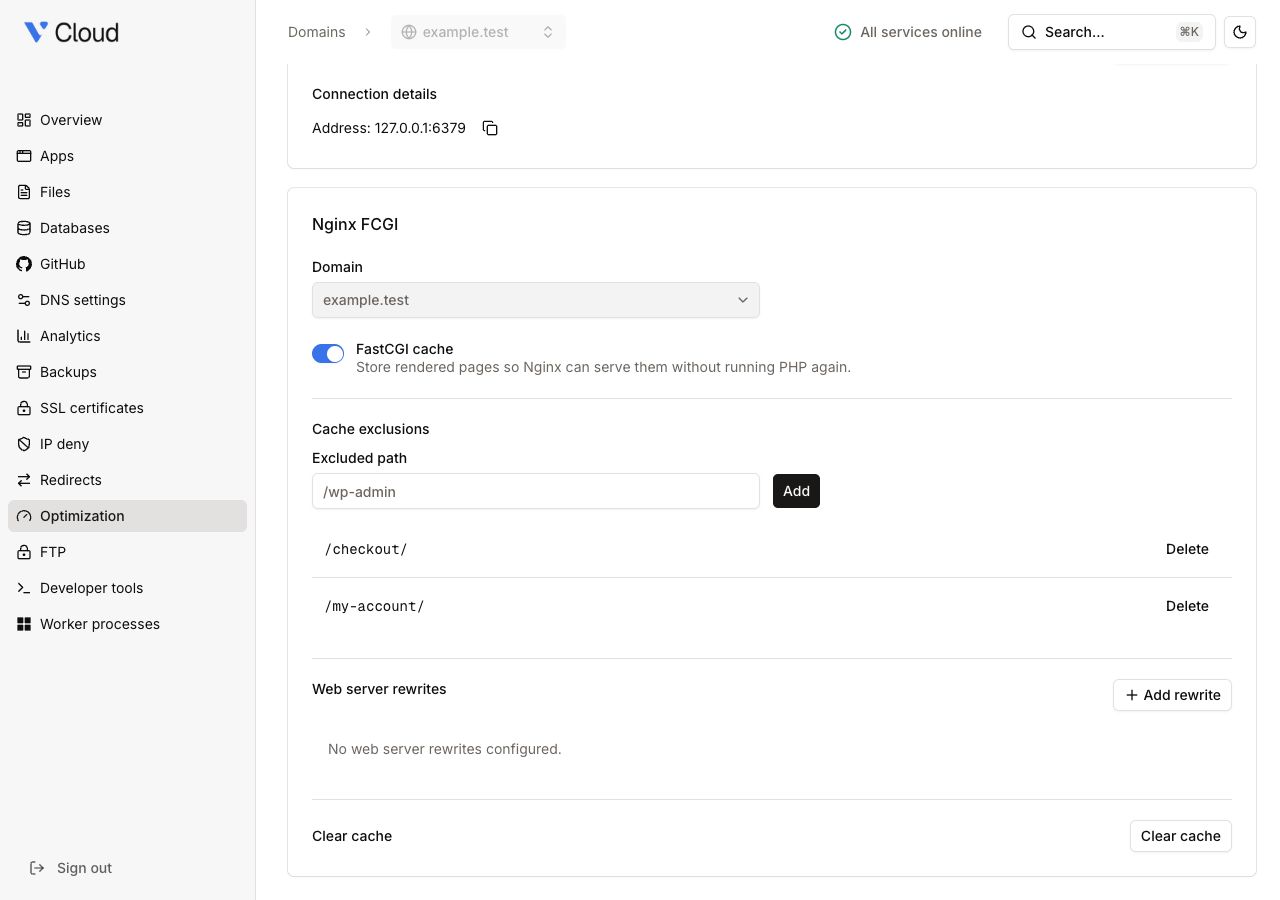 Cloud
Domains
example.test
All services online
Search...
⌘K
Overview
Apps
Files
Databases
GitHub
DNS settings
Analytics
Backups
SSL certificates
IP deny
Redirects
Optimization
FTP
Developer tools
Worker processes
Sign out
Connection details
Address: 127.0.0.1:6379
Nginx FCGI
Domain
example.test
FastCGI cache
Store rendered pages so Nginx can serve them without running PHP again.
Cache exclusions
Excluded path
/wp-admin
Add
/checkout/
Delete
/my-account/
Delete
Web server rewrites
Add rewrite
No web server rewrites configured.
Clear cache
Clear cache